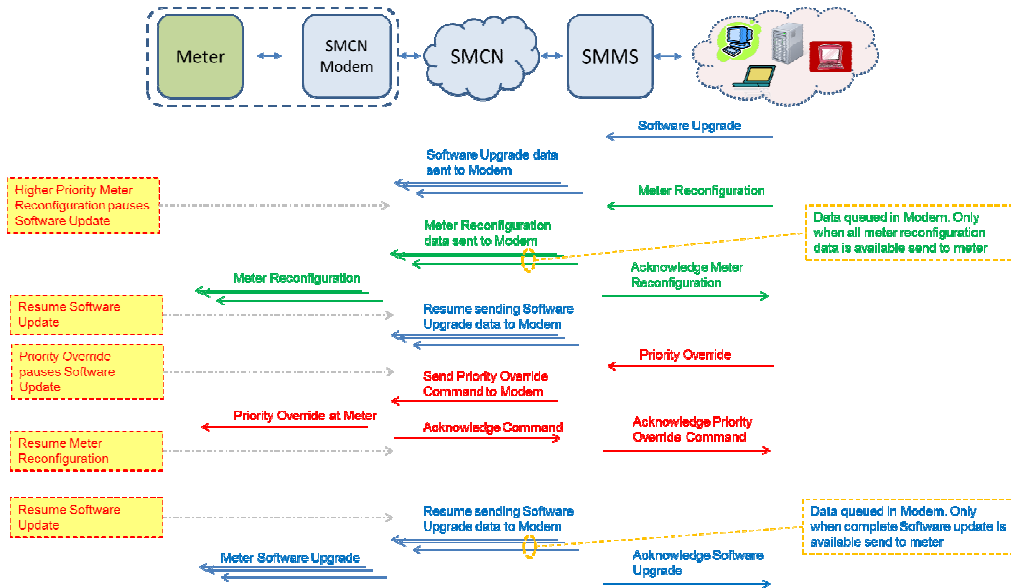 Meter
SMCN
Modem
SMCN
SMMS
Software Upgrade
Software Upgrade data
sent to Modem
Higher Priority Meter
Reconfiguration pauses
Software Update
Meter Reconfiguration
Meter Reconfiguration
data sent to Modem
Data queued in Modem. Only
when all meter reconfiguration
data is available send to meter
Meter Reconfiguration
Acknowledge Meter
Reconfiguration
Resume Software
Update
Resume sending Software
Upgrade data to Modem
Priority Override
pauses Software
Update
Priority Override
Send Priority Override
Command to Modem
Priority Override at Meter
Acknowledge Command
Acknowledge Priority
Override Command
Resume Meter
Reconfiguration
Resume Software
Update
Resume sending Software
Upgrade data to Modem
Data queued in Modem. Only
when complete Software update is
available send to meter
Meter Software Upgrade
Acknowledge Software
Upgrade